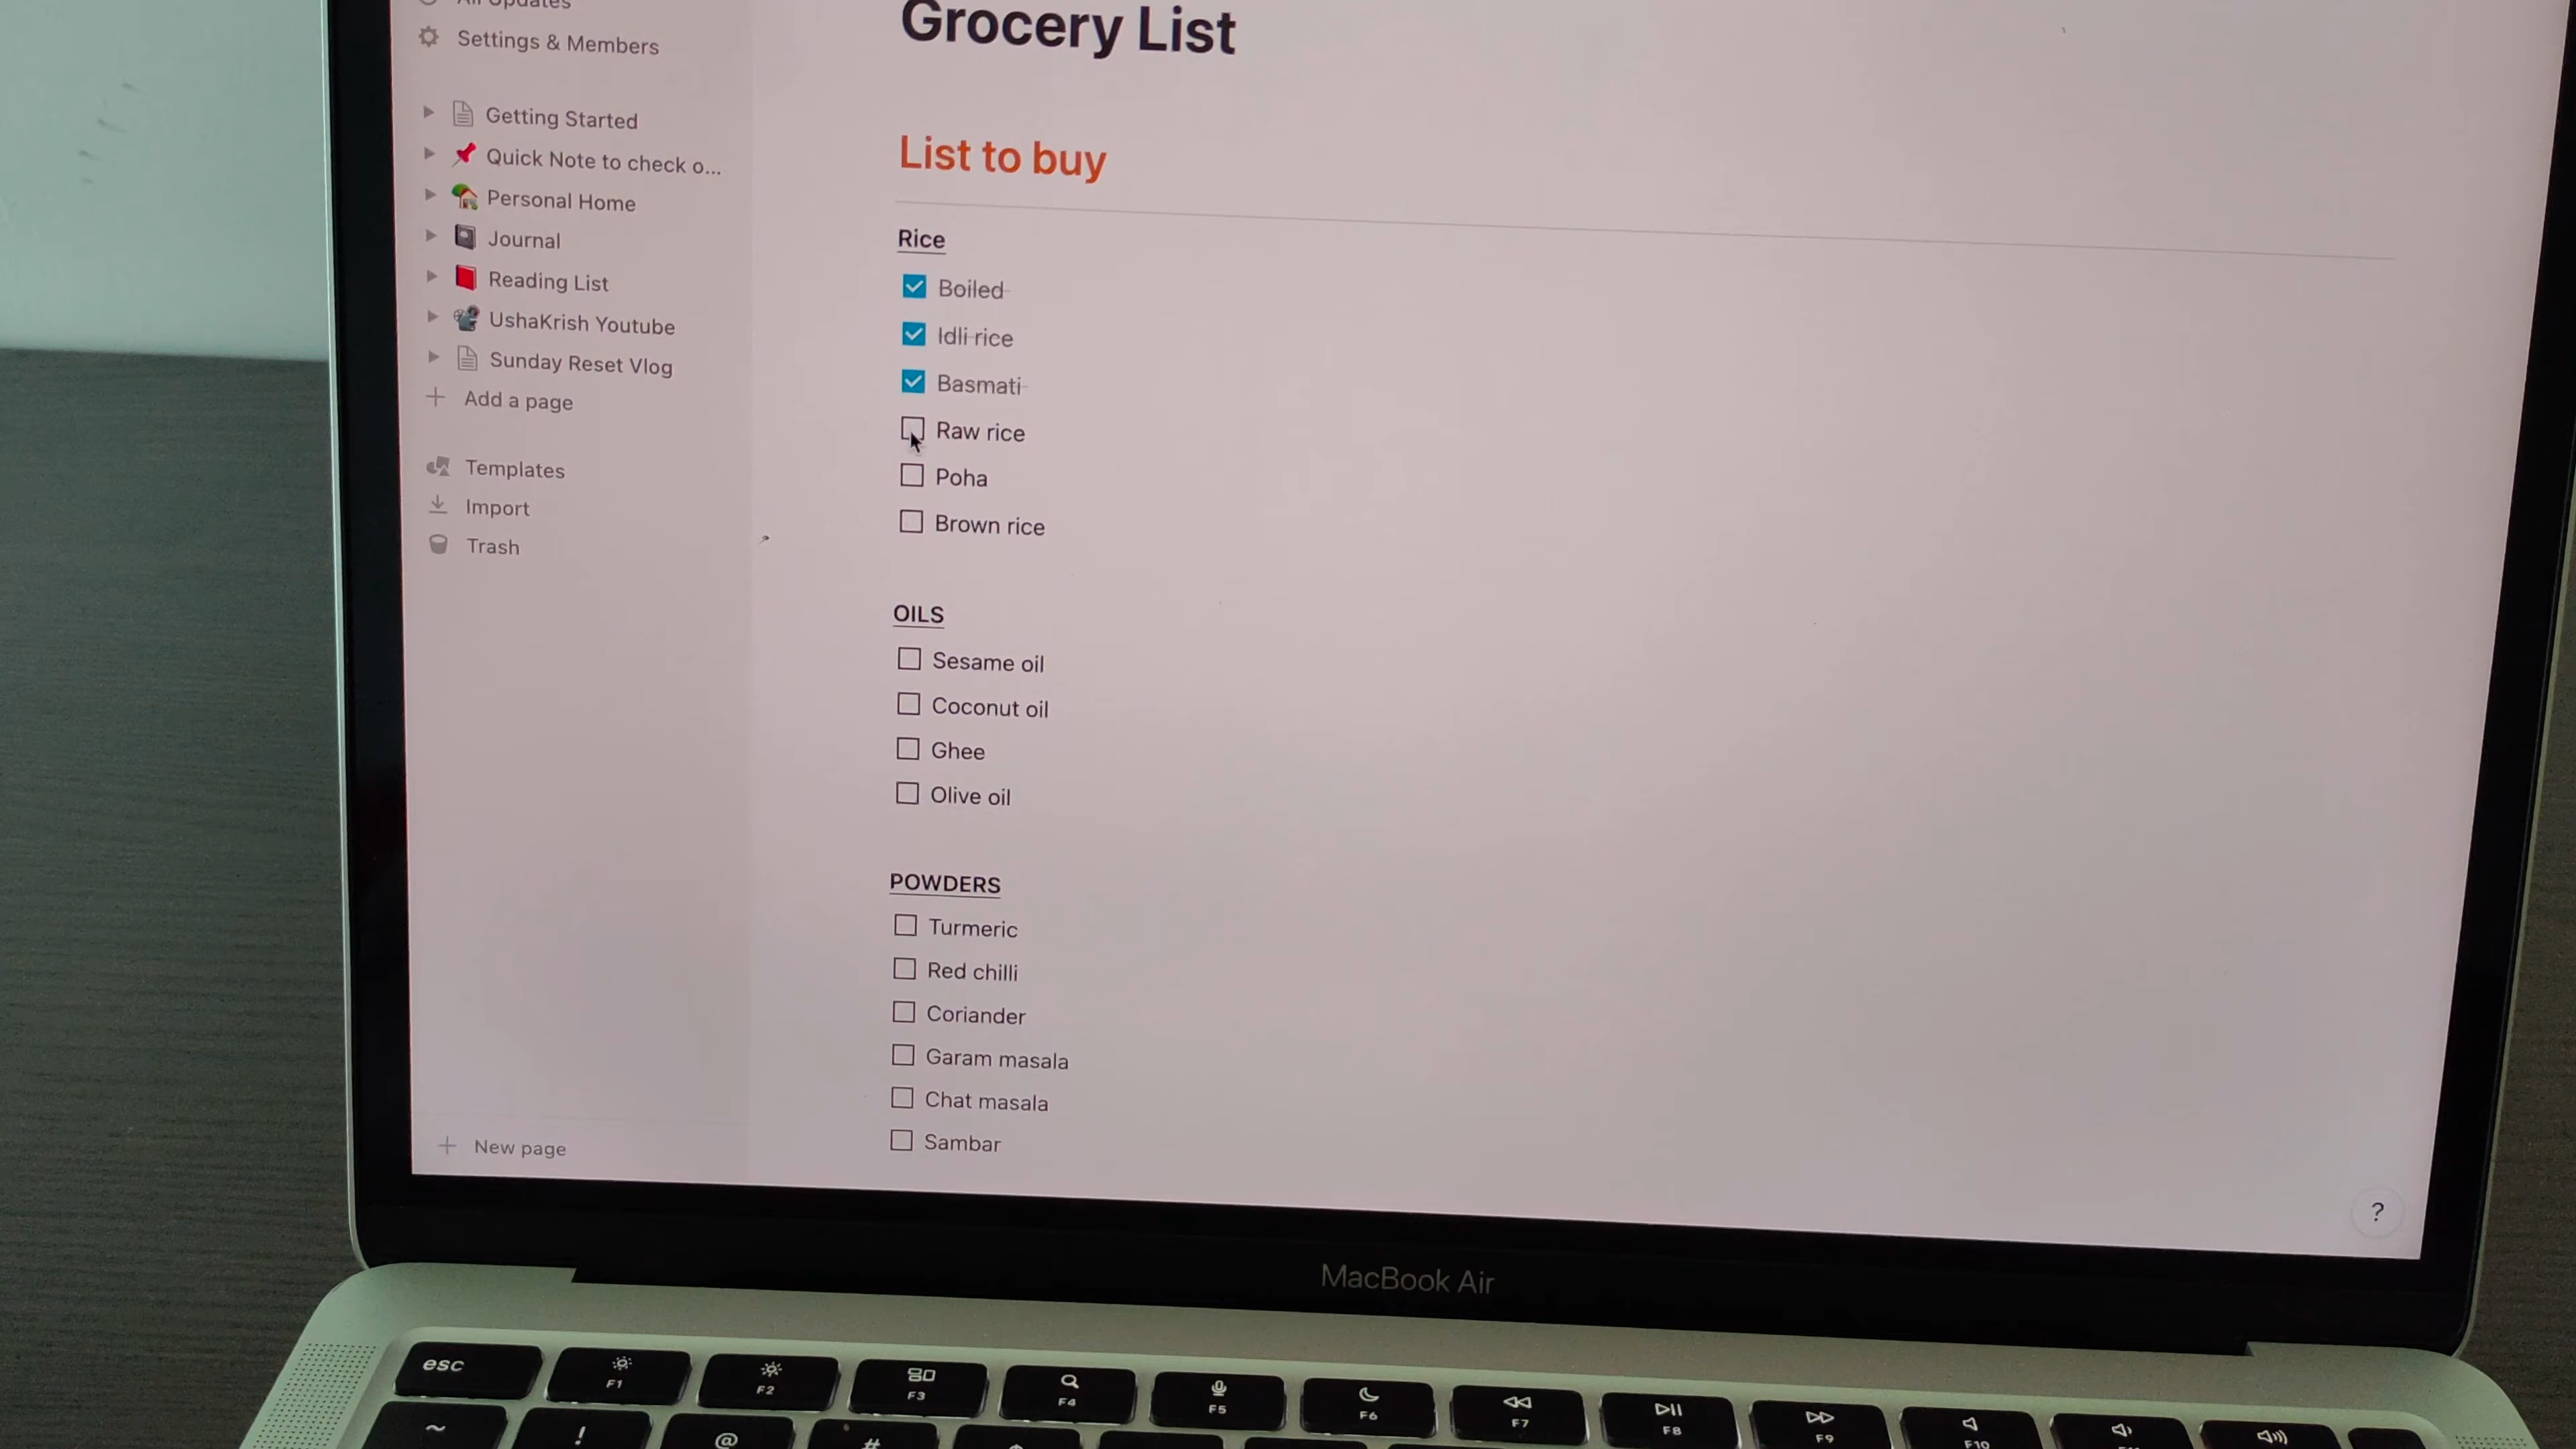 All Updates
Settings & Members
Getting Started
Quick Note to check o...
Personal Home
Journal
Reading List
UshaKrish Youtube
Sunday Reset Vlog
Add a page
Templates
Import
Trash
New page
Grocery List
List to buy
Rice
Boiled
Idli rice
Basmati
Raw rice
Poha
Brown rice
OILS
Sesame oil
Coconut oil
Ghee
Olive oil
POWDERS
Turmeric
Red chilli
Coriander
Garam masala
Chat masala
Sambar
?
MacBook Air
esc F1 F2 F3 F4 F5 F6 F7 F8 F9 F10
~ ! @ #